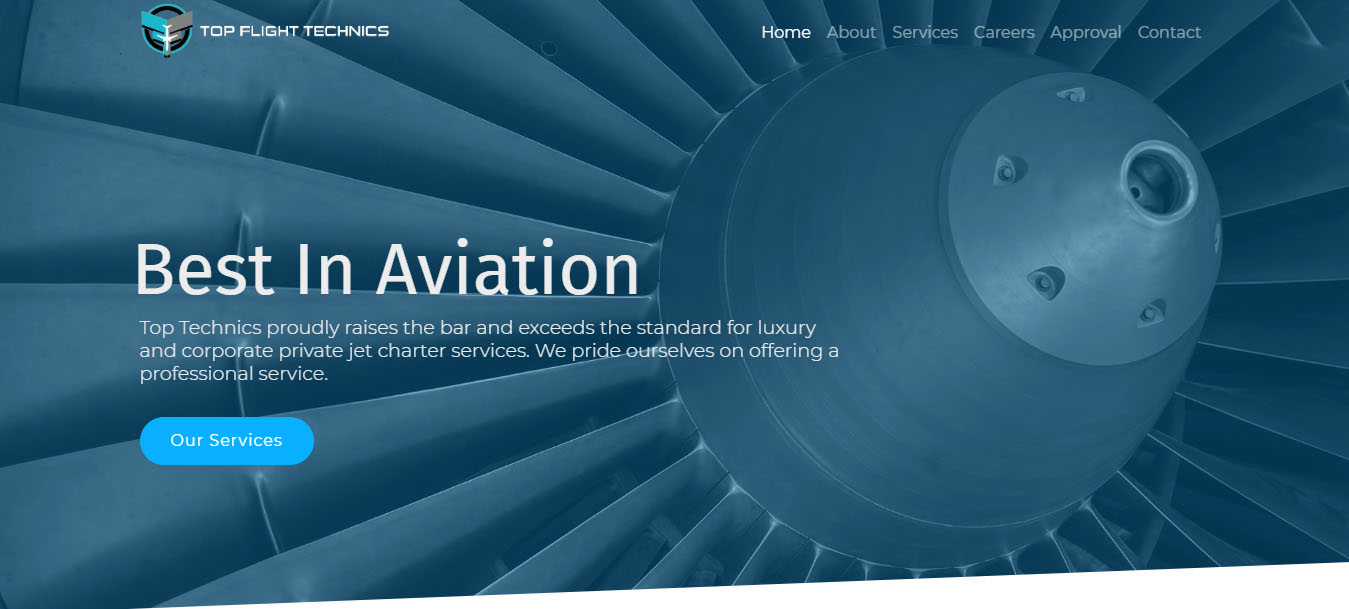 TOP FLIGHT TECHNICS
Home About Services Careers Approval Contact
Best In Aviation
Top Technics proudly raises the bar and exceeds the standard for luxury
and corporate private jet charter services. We pride ourselves on offering a
professional service.
Our Services